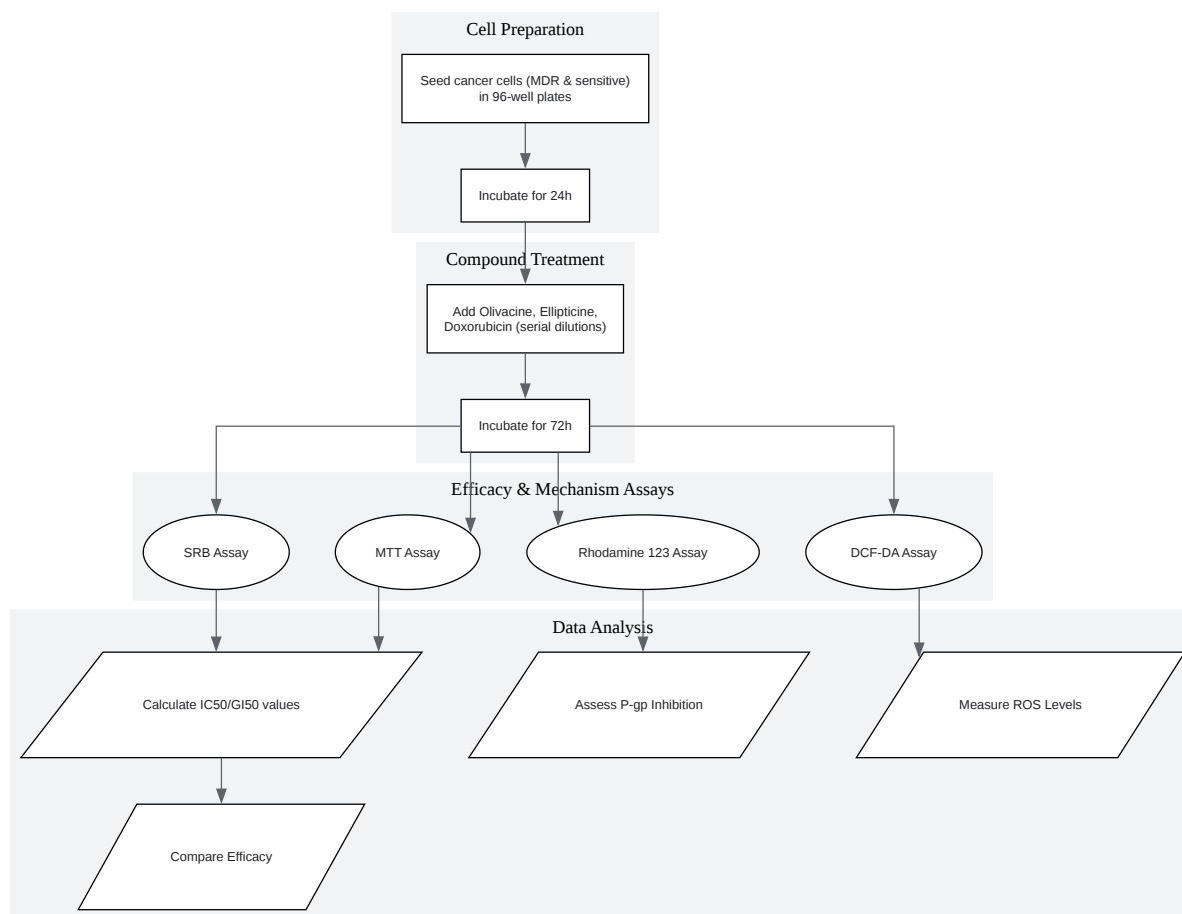 Cell Preparation
Seed cancer cells (MDR & sensitive)
in 96-well plates
Incubate for 24h
Compound Treatment
Add Olivacine, Ellipticine,
Doxorubicin (serial dilutions)
Incubate for 72h
Efficacy & Mechanism Assays
SRB Assay
MTT Assay
Rhodamine 123 Assay
DCF-DA Assay
Data Analysis
Calculate IC50/GI50 values
Assess P-gp Inhibition
Measure ROS Levels
Compare Efficacy